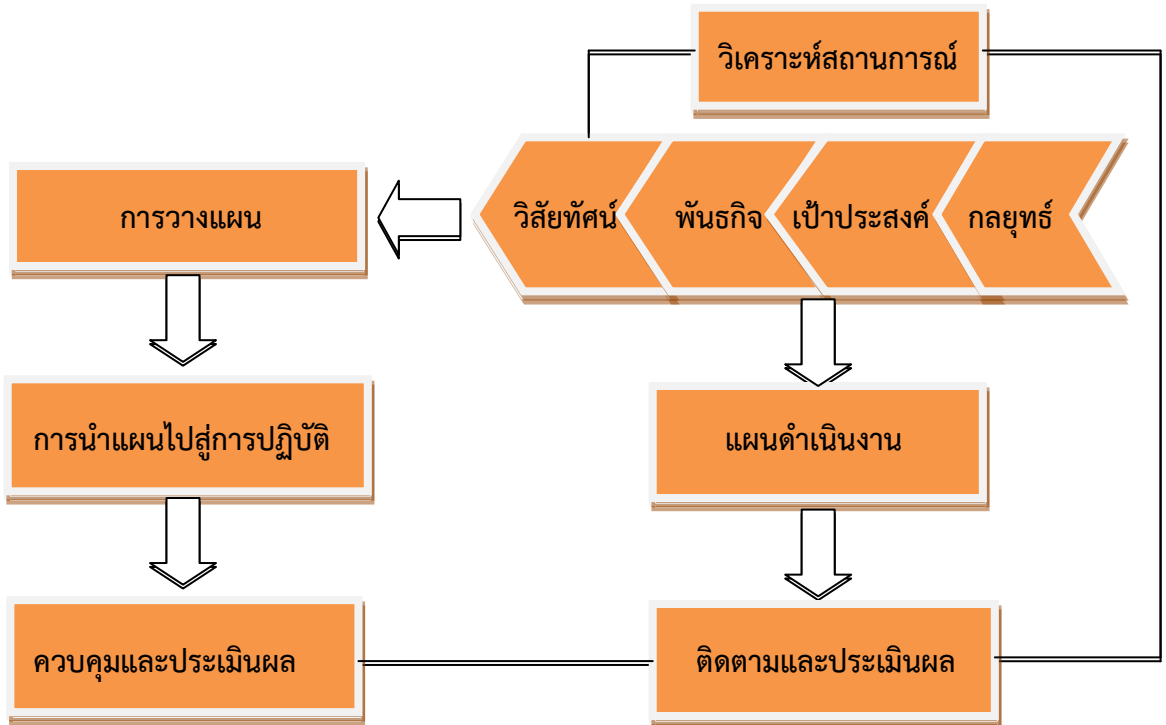 วิเคราะห์สถานการณ์
วิสัยทัศน์
พันธกิจ
เป้าประสงค์
กลยุทธ์
การวางแผน
การนำแผนไปสู่การปฏิบัติ
แผนดำเนินงาน
ควบคุมและประเมินผล
ติดตามและประเมินผล